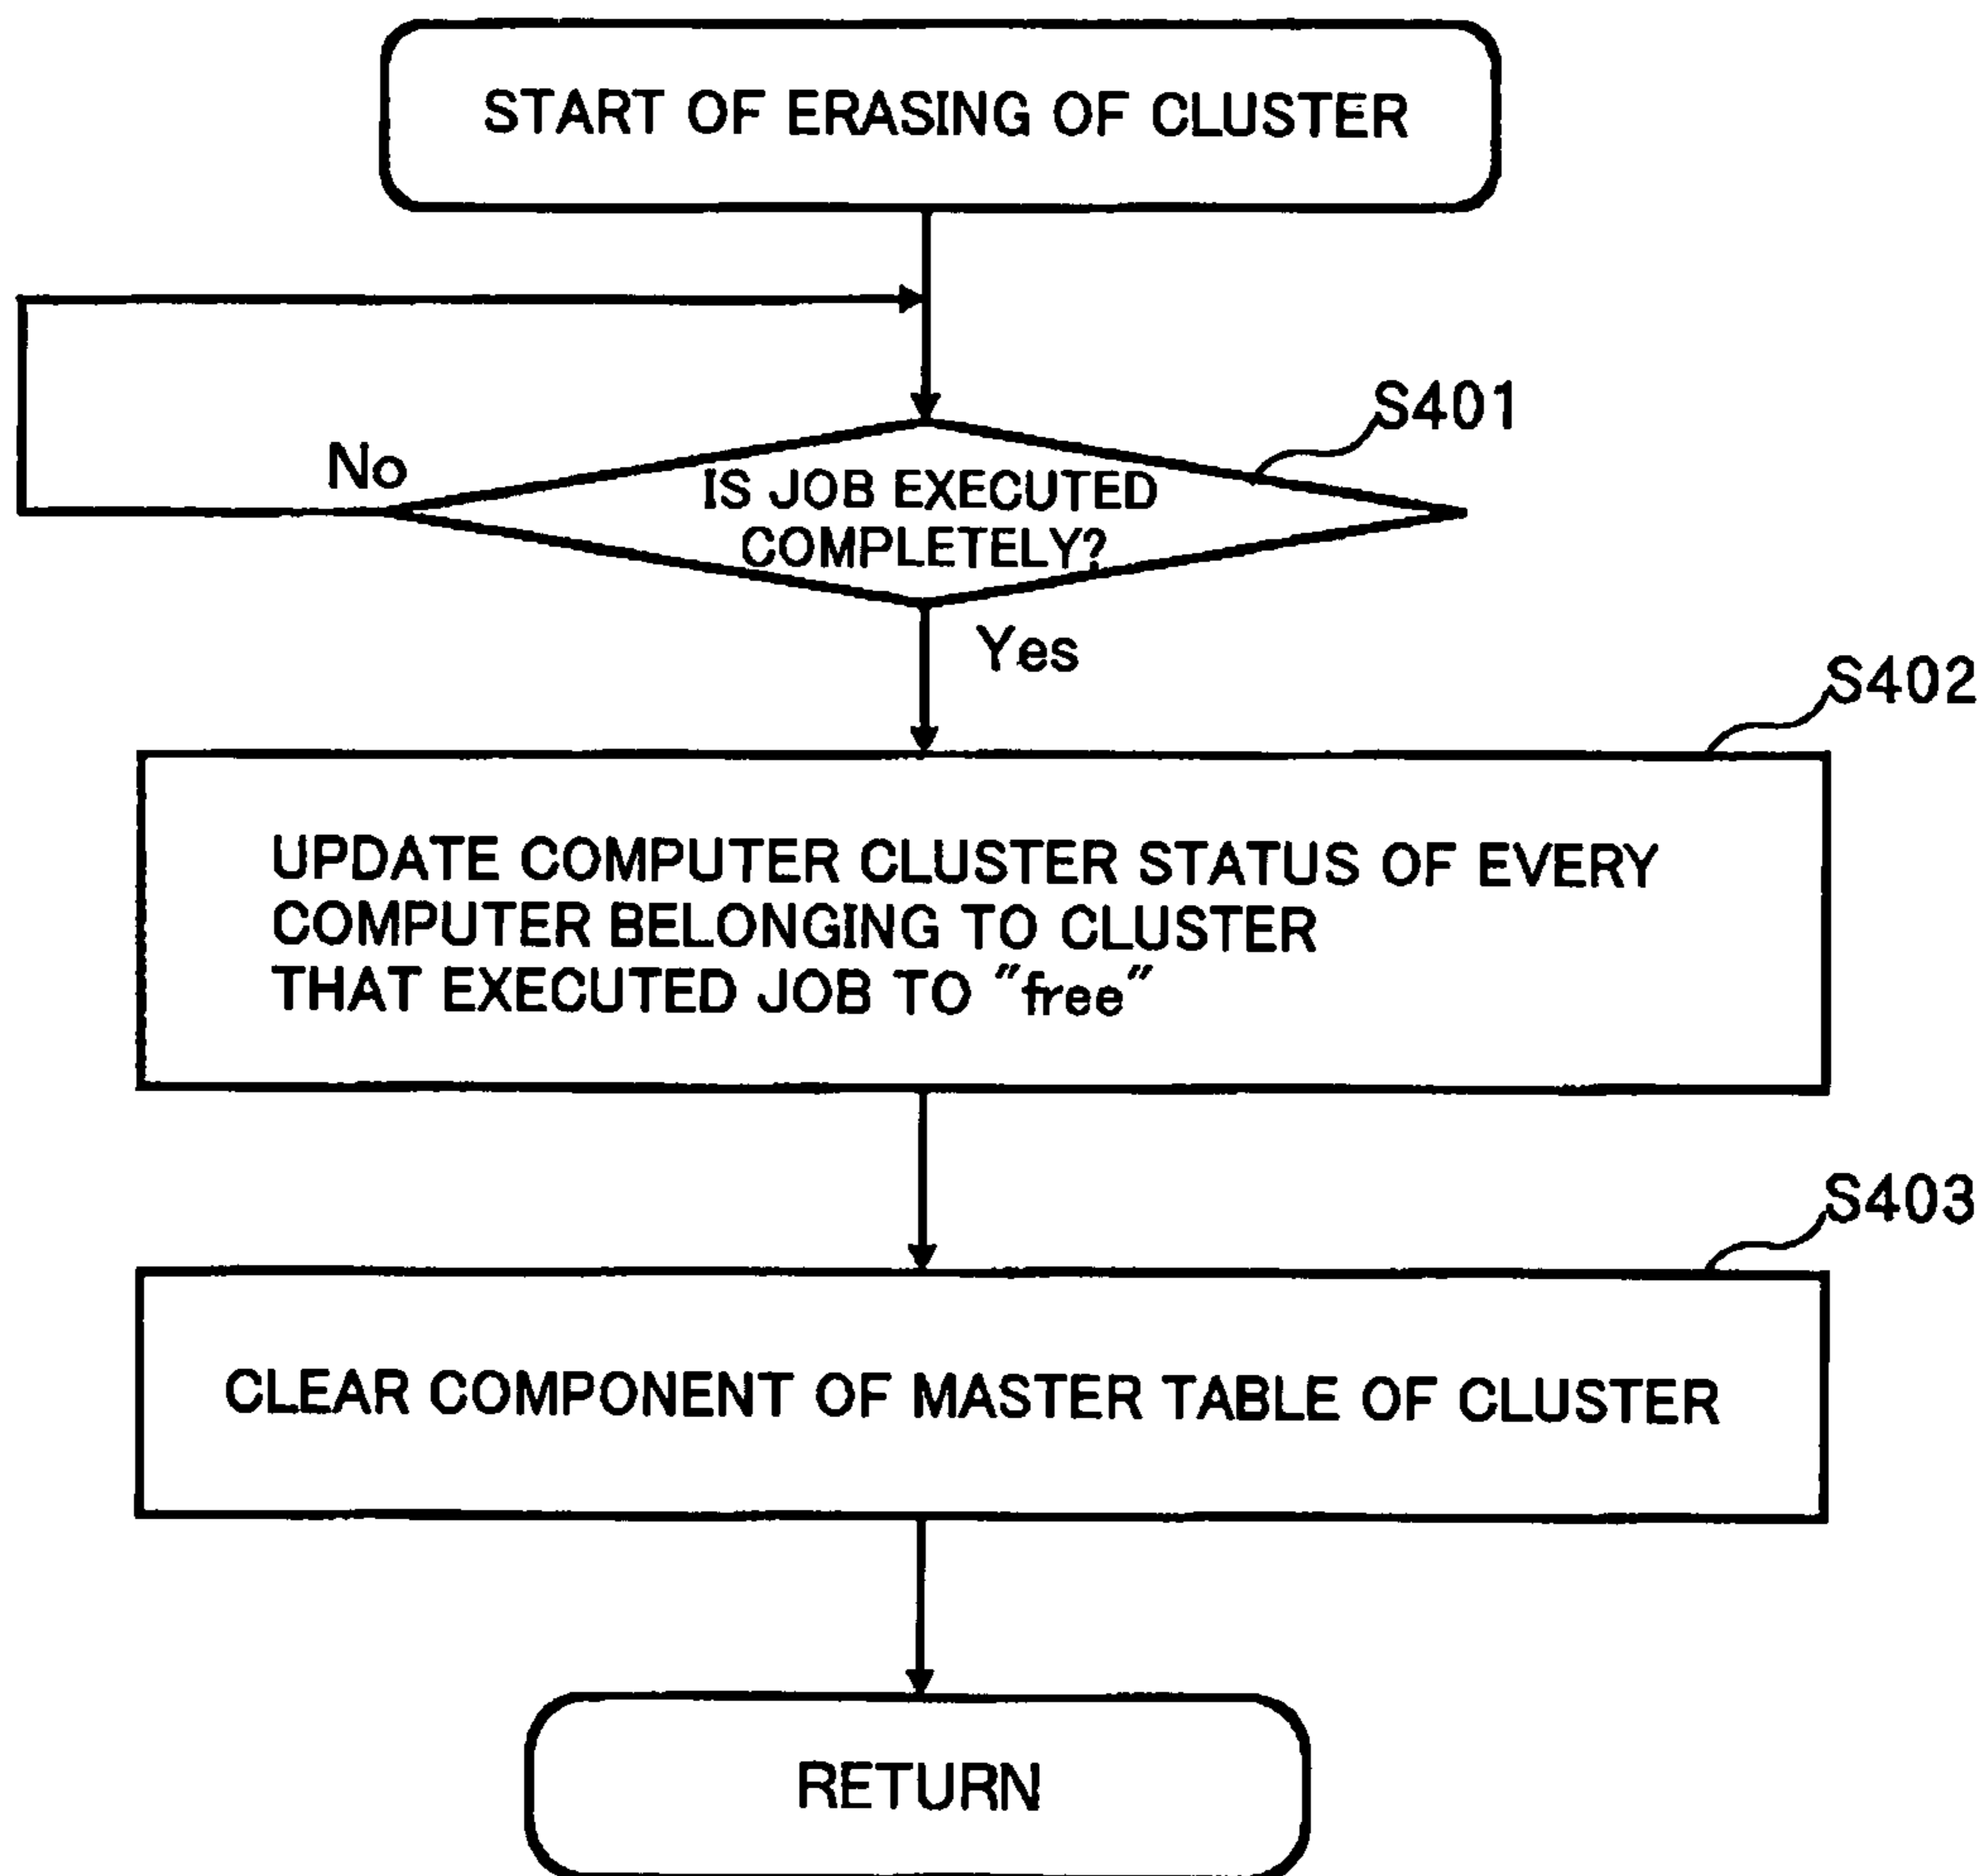 START OF ERASING OF CLUSTER
S401
No
IS JOB EXECUTED
COMPLETELY?
Yes
S402
UPDATE COMPUTER CLUSTER STATUS OF EVERY
COMPUTER BELONGING TO CLUSTER
THAT EXECUTED JOB TO "free"
S403
CLEAR COMPONENT OF MASTER TABLE OF CLUSTER
RETURN